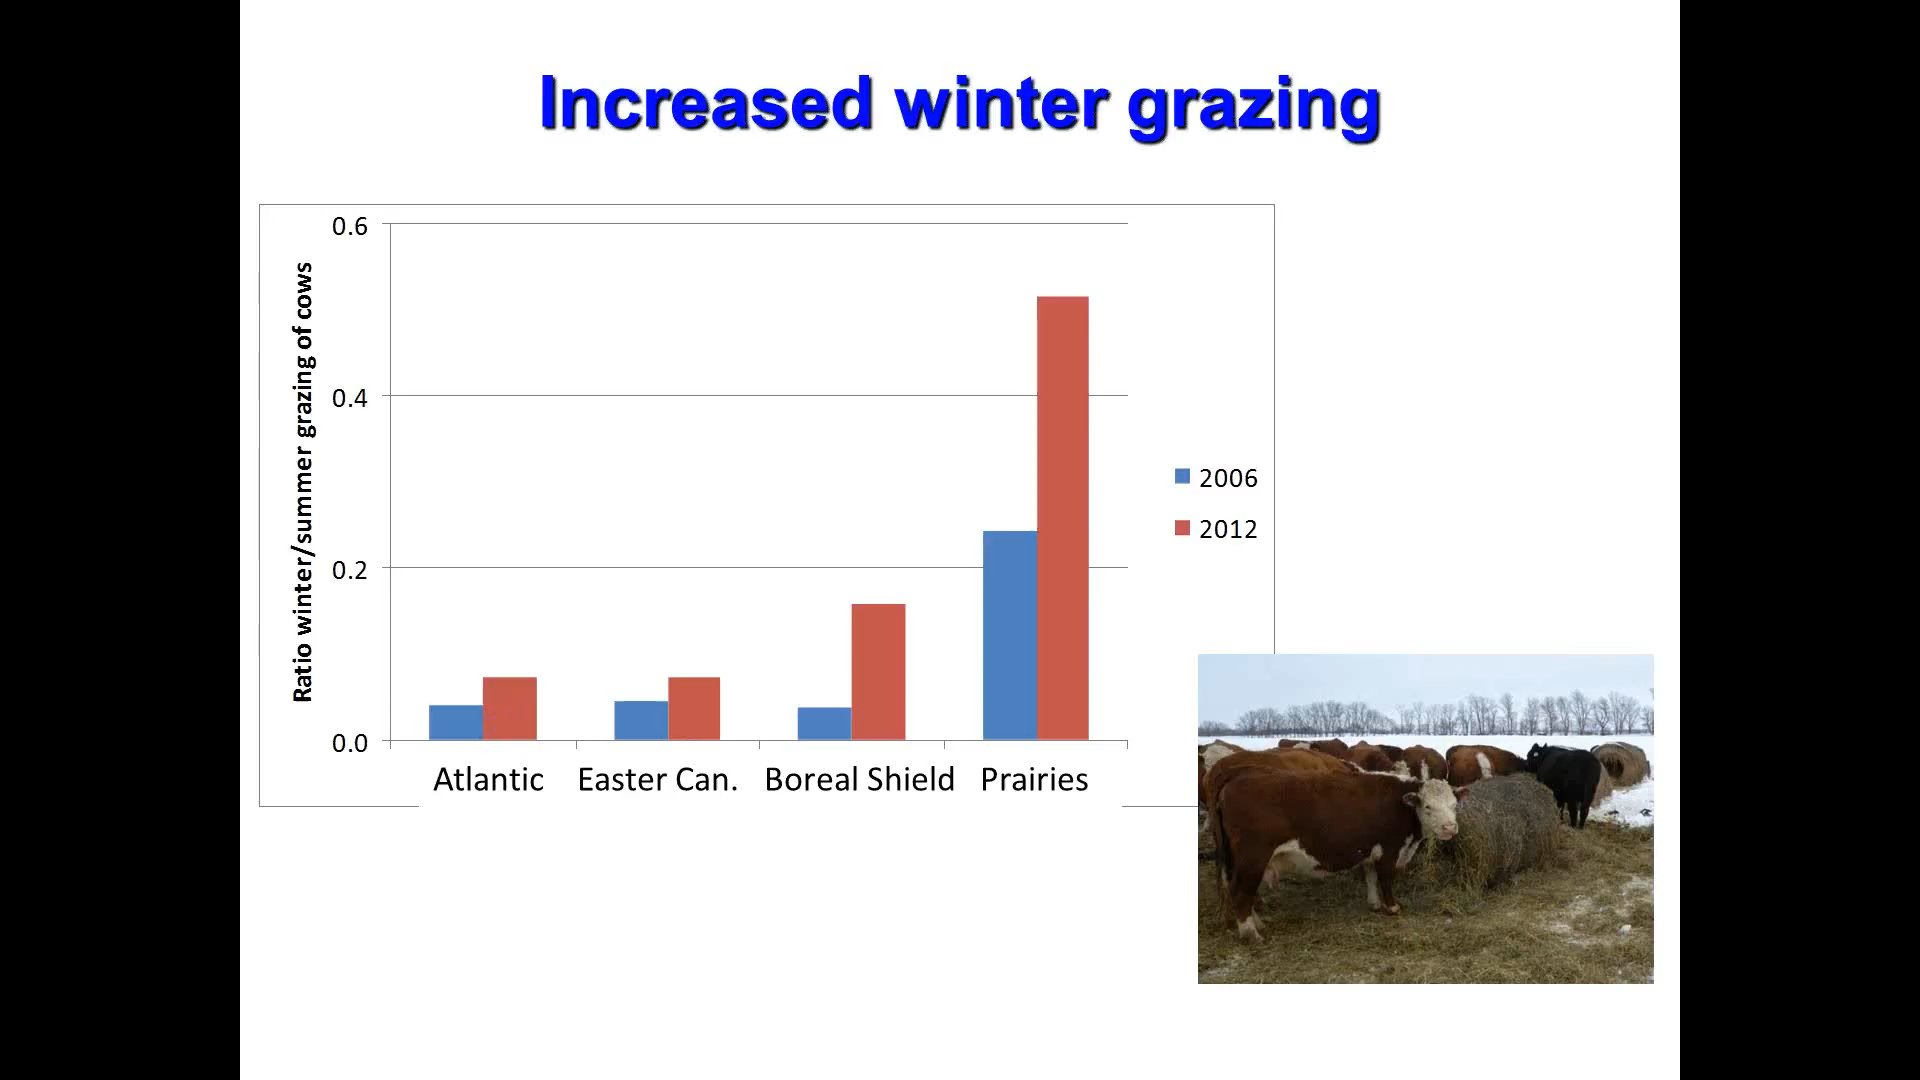 Increased winter grazing
Ratio winter/summer grazing of cows
0.6
0.4
0.2
0.0
Atlantic
Easter Can.
Boreal Shield
Prairies
2006
2012